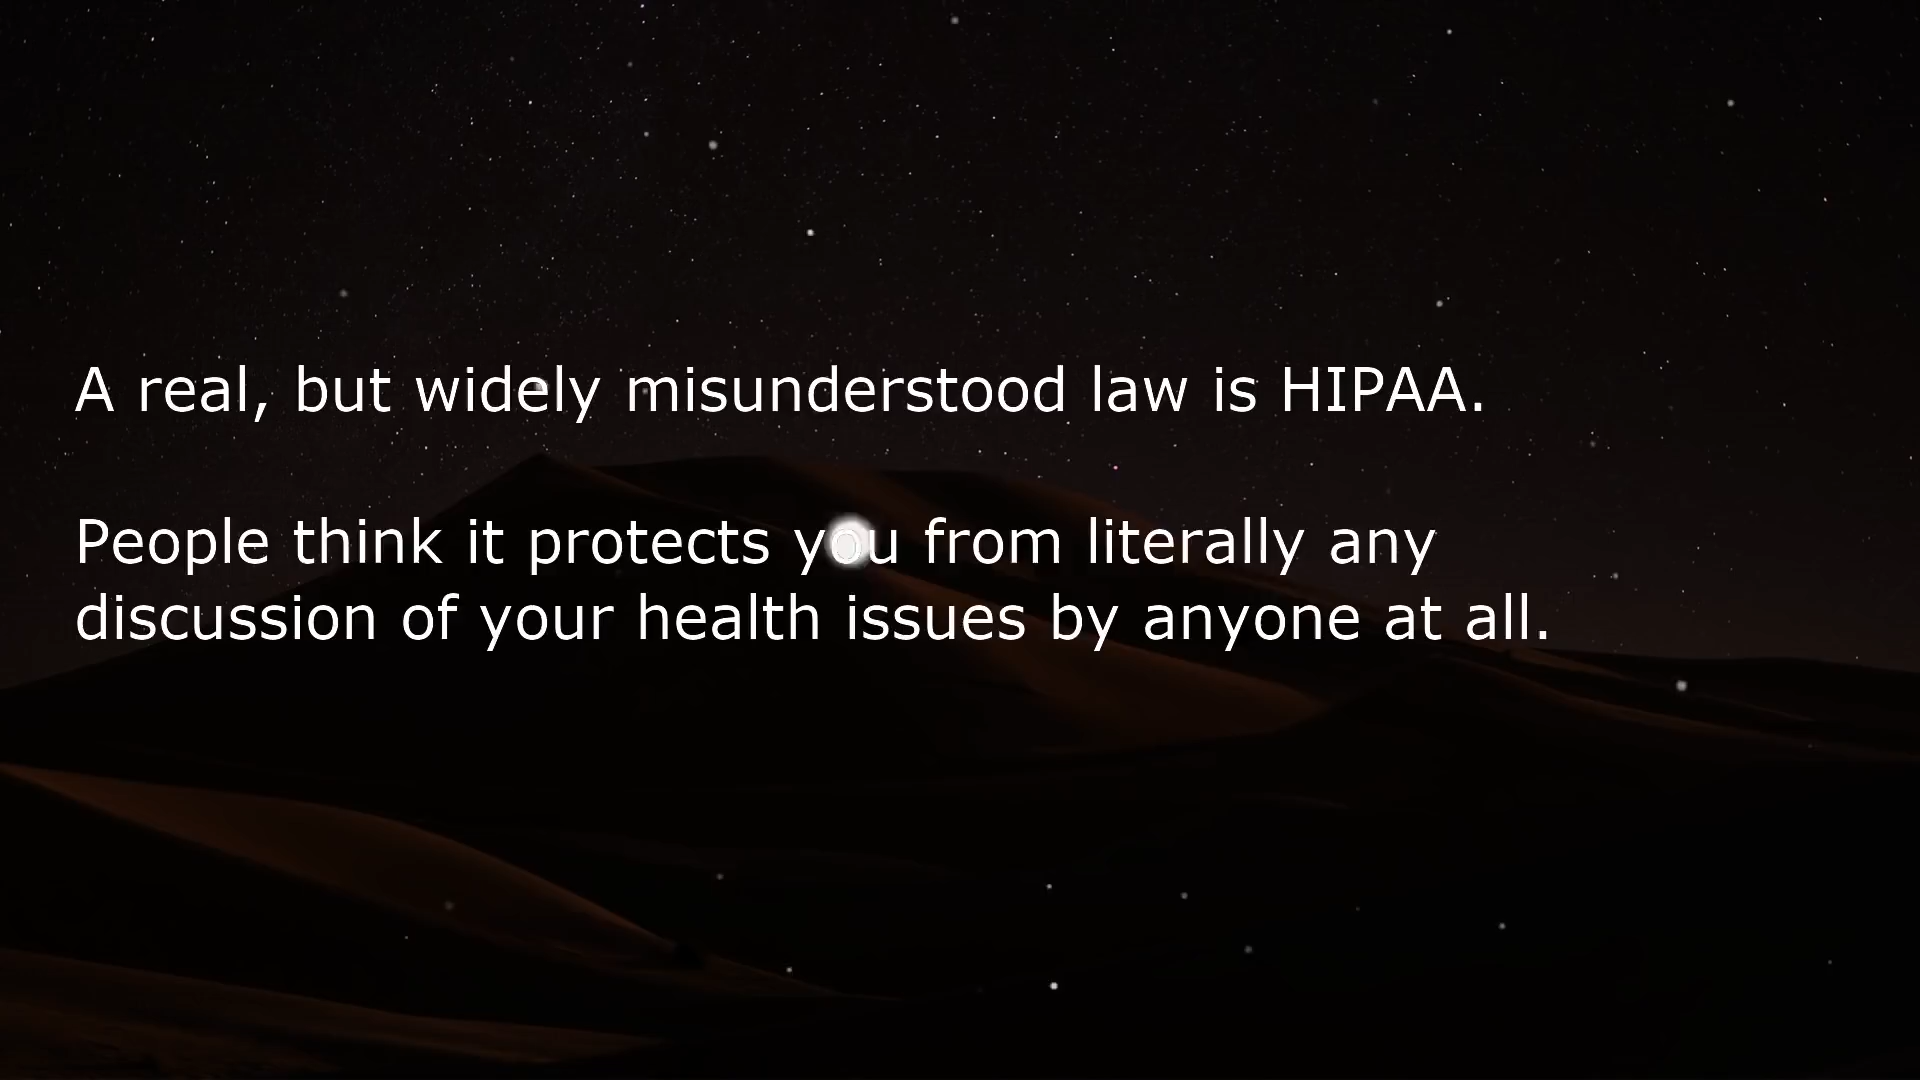 A real, but widely misunderstood law is HIPAA.
People think it protects you from literally any
discussion of your health issues by anyone at all.